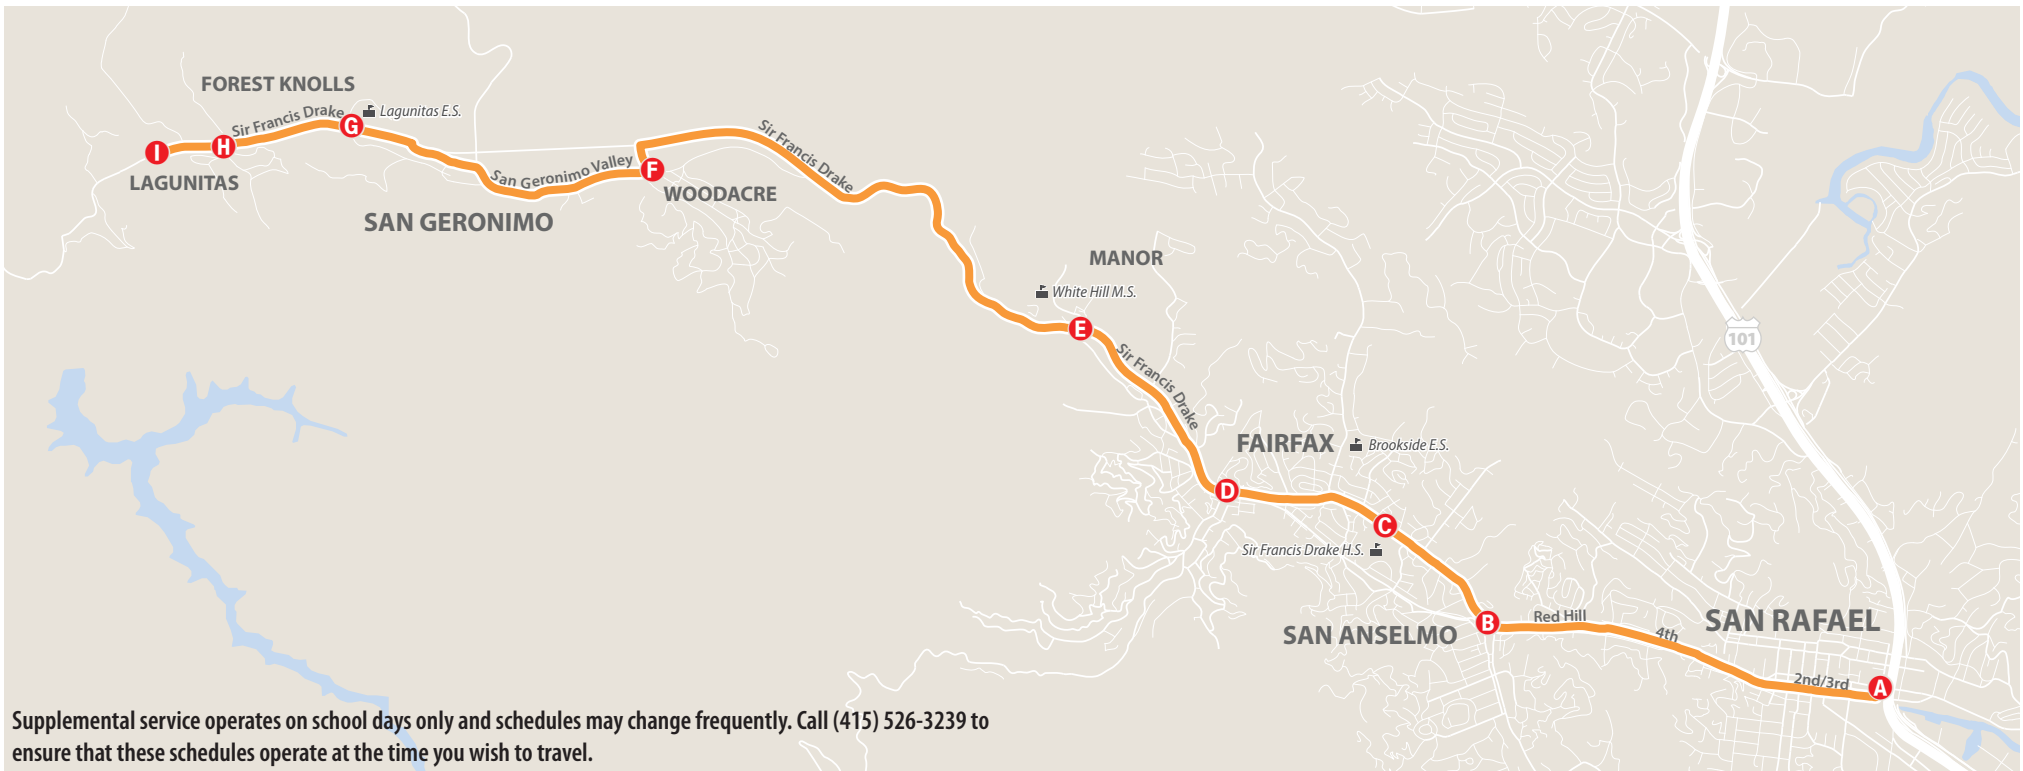 FOREST KNOLLS
Sir Francis Drake
G
Lagunitas E.S.
I
H
LAGUNITAS
San Geronimo Valley
F
WOODACRE
SAN GERONIMO
Sir Francis Drake
MANOR
White Hill M.S.
E
Sir Francis Drake
101
FAIRFAX
Brookside E.S.
D
C
Sir Francis Drake H.S.
B
SAN ANSELMO
Red Hill
4th
SAN RAFAEL
2nd/3rd
A
Supplemental service operates on school days only and schedules may change frequently. Call (415) 526-3239 to
ensure that these schedules operate at the time you wish to travel.